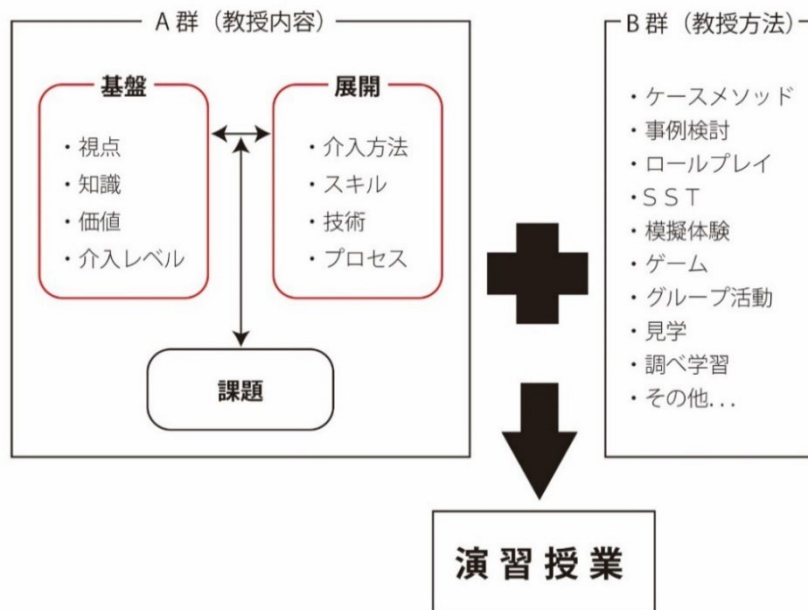 A 群（教授内容）
基盤
・視点
・知識
・価値
・介入レベル
展開
・介入方法
・スキル
・技術
・プロセス
課題
B 群（教授方法）
・ケースメソッド
・事例検討
・ロールプレイ
・ＳＳＴ
・模擬体験
・ゲーム
・グループ活動
・見学
・調べ学習
・その他...
演習授業